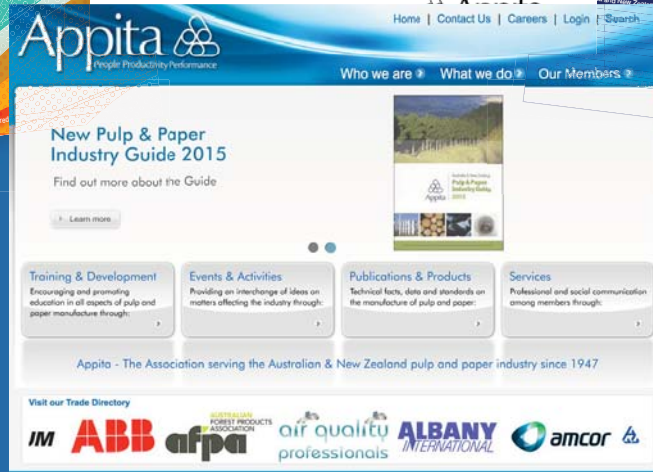 Appita
People Productivity Performance
Home | Contact Us | Careers | Login | Search
Who we are What we do Our Members
New Pulp & Paper
Industry Guide 2015
Find out more about the Guide
Learn more
Pulp & Paper
Industry Guide
2015
Appita
Training & Development
Encouraging and promoting
education in all aspects of pulp and
paper manufacture through:
Events & Activities
Providing an interchange of ideas on
matters affecting the industry through:
Publications & Products
Technical facts, data and standards on
the manufacture of pulp and paper:
Services
Professional and social communication
among members through:
Appita - The Association serving the Australian & New Zealand pulp and paper industry since 1947
Visit our Trade Directory
IM
ABB
AUSTRALIAN
FOREST PRODUCTS
ASSOCIATION
afpa
air quality
professionals
ALBANY
INTERNATIONAL
amcor